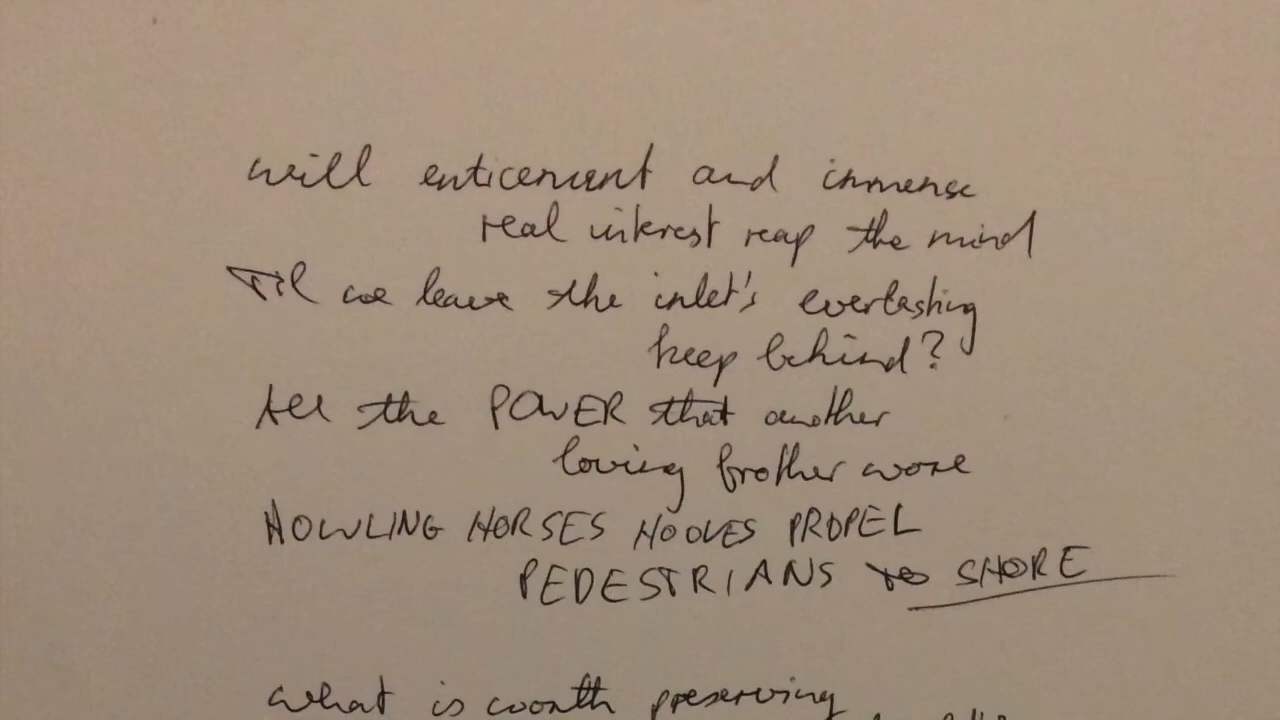 will enticement and immense
real interest reap the mind
Til we leave the inlet's everlasting
keep behind?
All the POWER that another
loving brother wore
HOWLING HORSES HOOVES PROPEL
PEDESTRIANS to SHORE
what is worth preserving